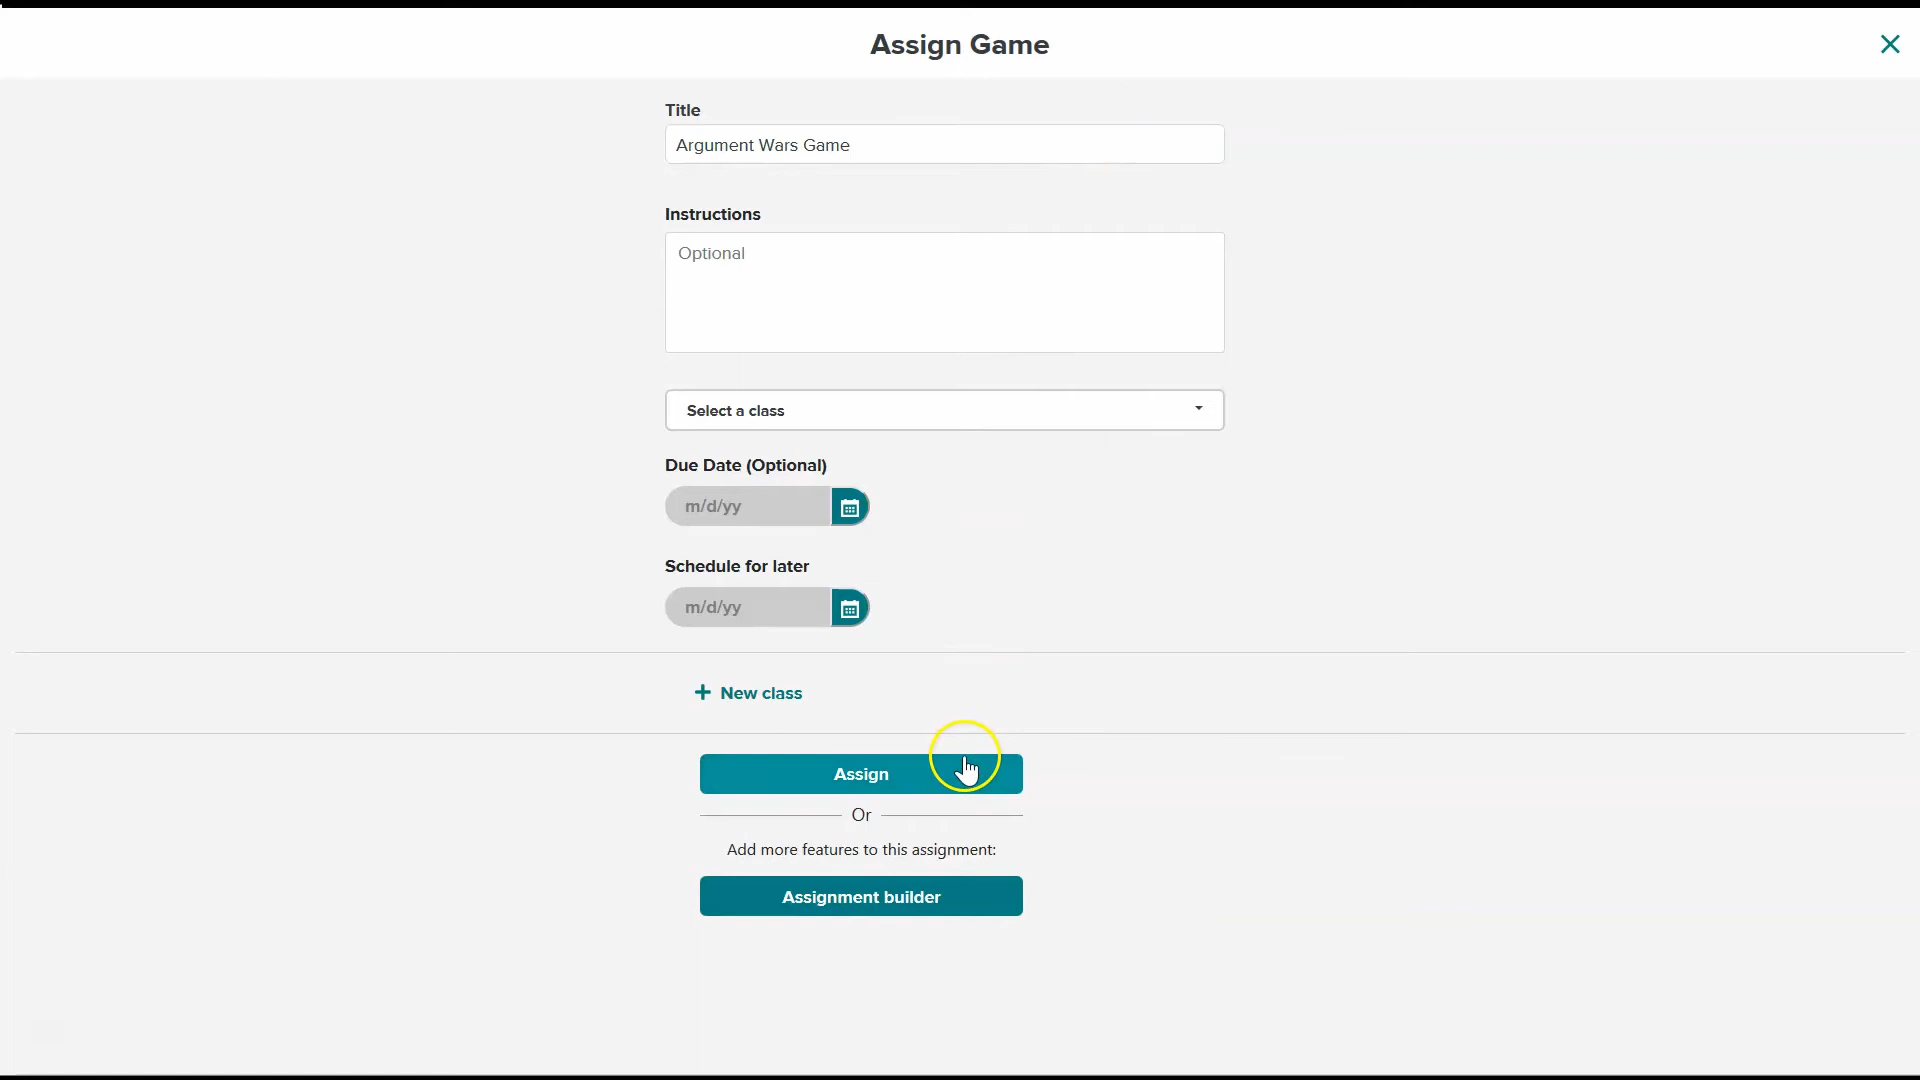 Assign Game
Title
Argument Wars Game
Instructions
Optional
Select a class
Due Date (Optional)
m/d/yy
Schedule for later
m/d/yy
New class
Assign
Or
Add more features to this assignment:
Assignment builder